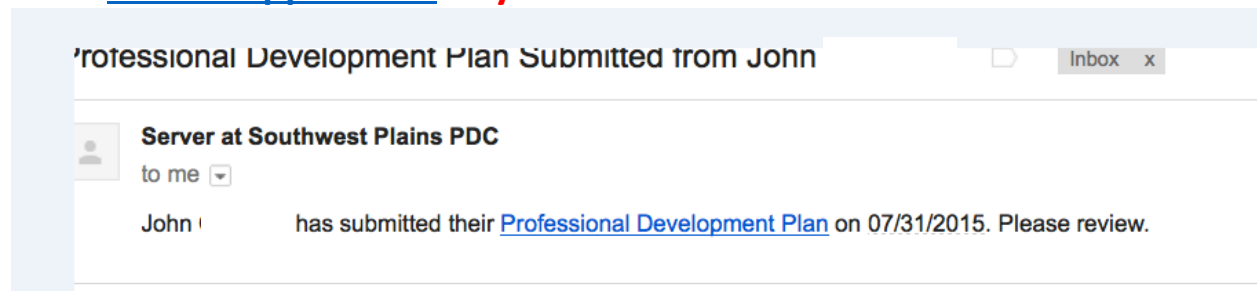 Professional Development Plan Submitted from John
Inbox x
Server at Southwest Plains PDC
to me
John has submitted their Professional Development Plan on 07/31/2015. Please review.